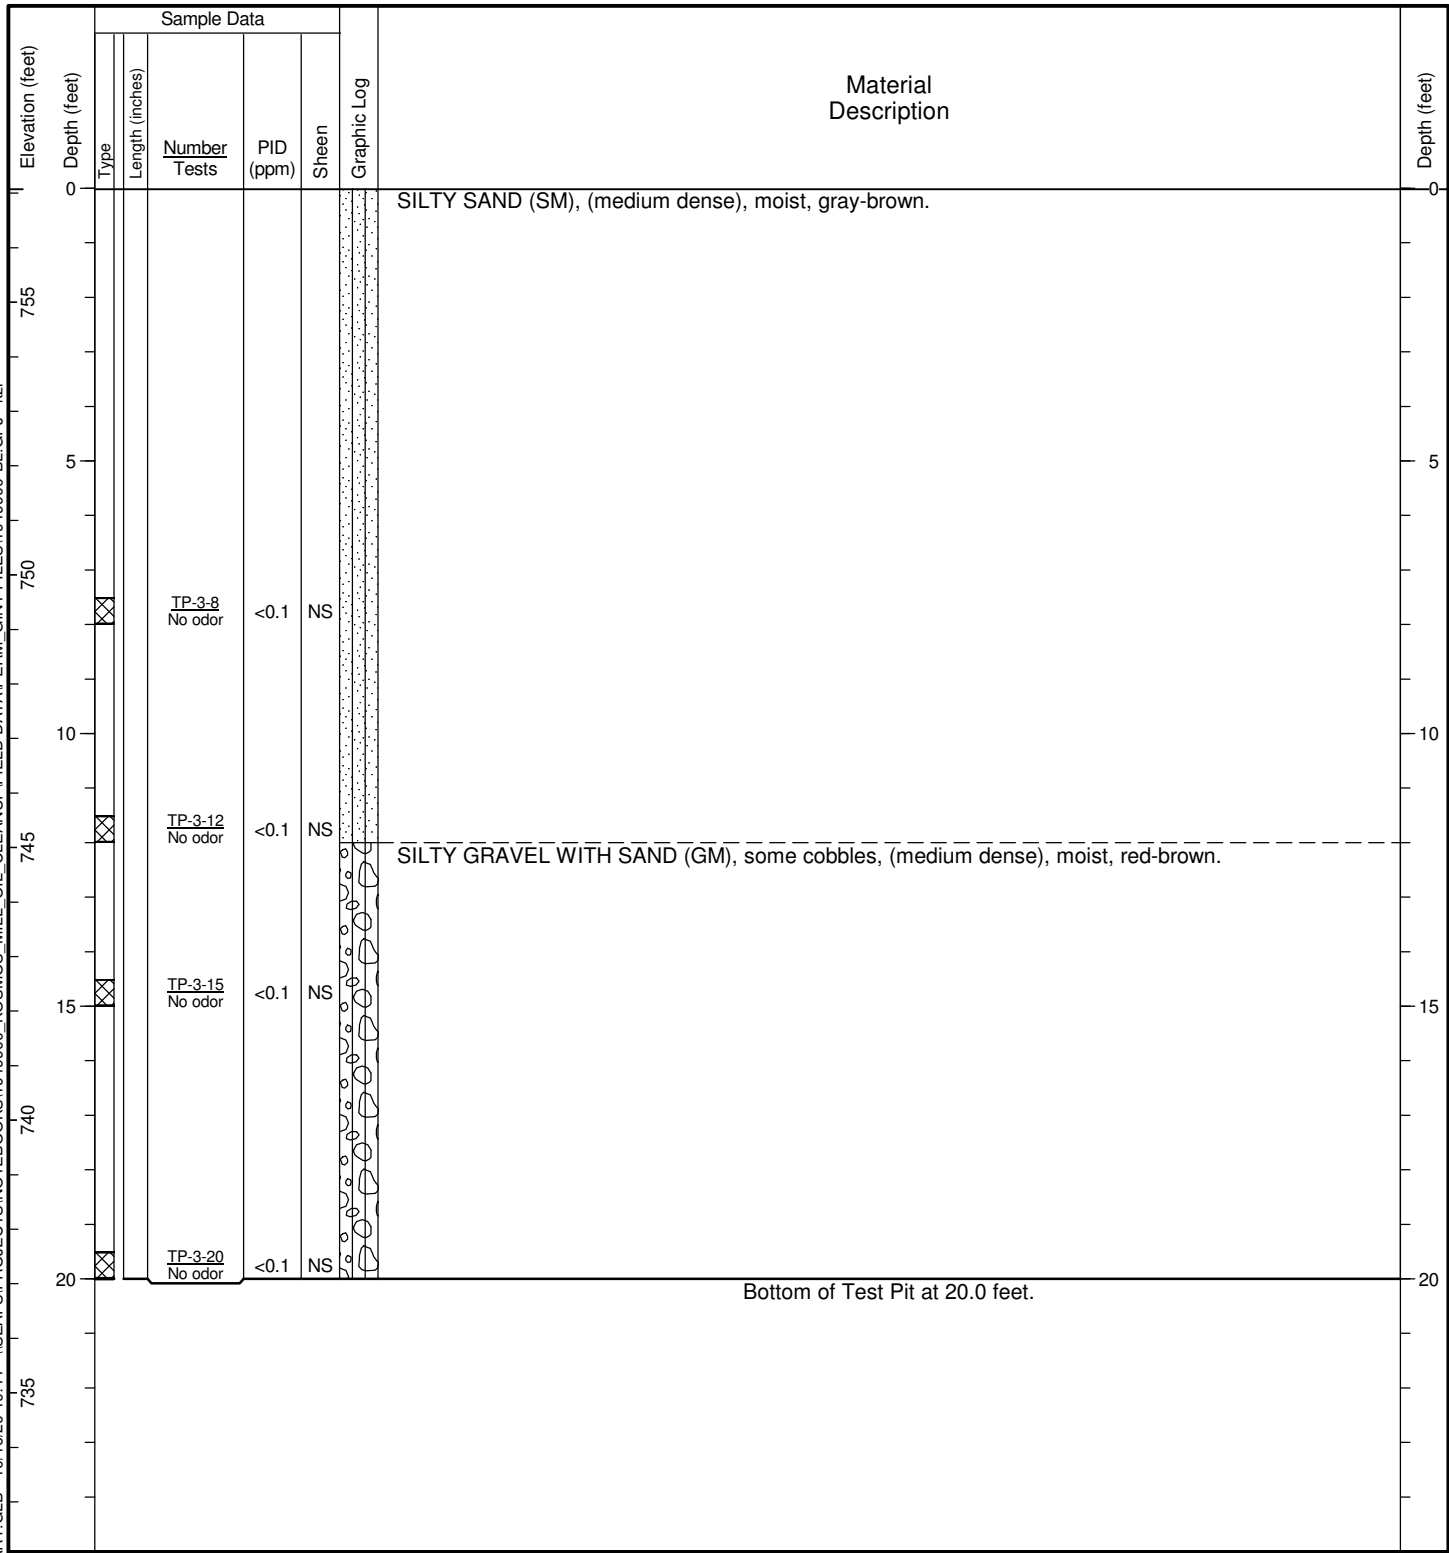 Sample Data
Elevation (feet)
Depth (feet)
Type
Length (inches)
Number
Tests
PID
(ppm)
Sheen
Graphic Log
Material
Description
Depth (feet)
0
SILTY SAND (SM), (medium dense), moist, gray-brown.
0
755
5
5
750
TP-3-8
No odor
<0.1
NS
10
10
TP-3-12
No odor
<0.1
NS
745
SILTY GRAVEL WITH SAND (GM), some cobbles, (medium dense), moist, red-brown.
TP-3-15
No odor
<0.1
NS
15
15
740
TP-3-20
No odor
<0.1
NS
20
20
Bottom of Test Pit at 20.0 feet.
735